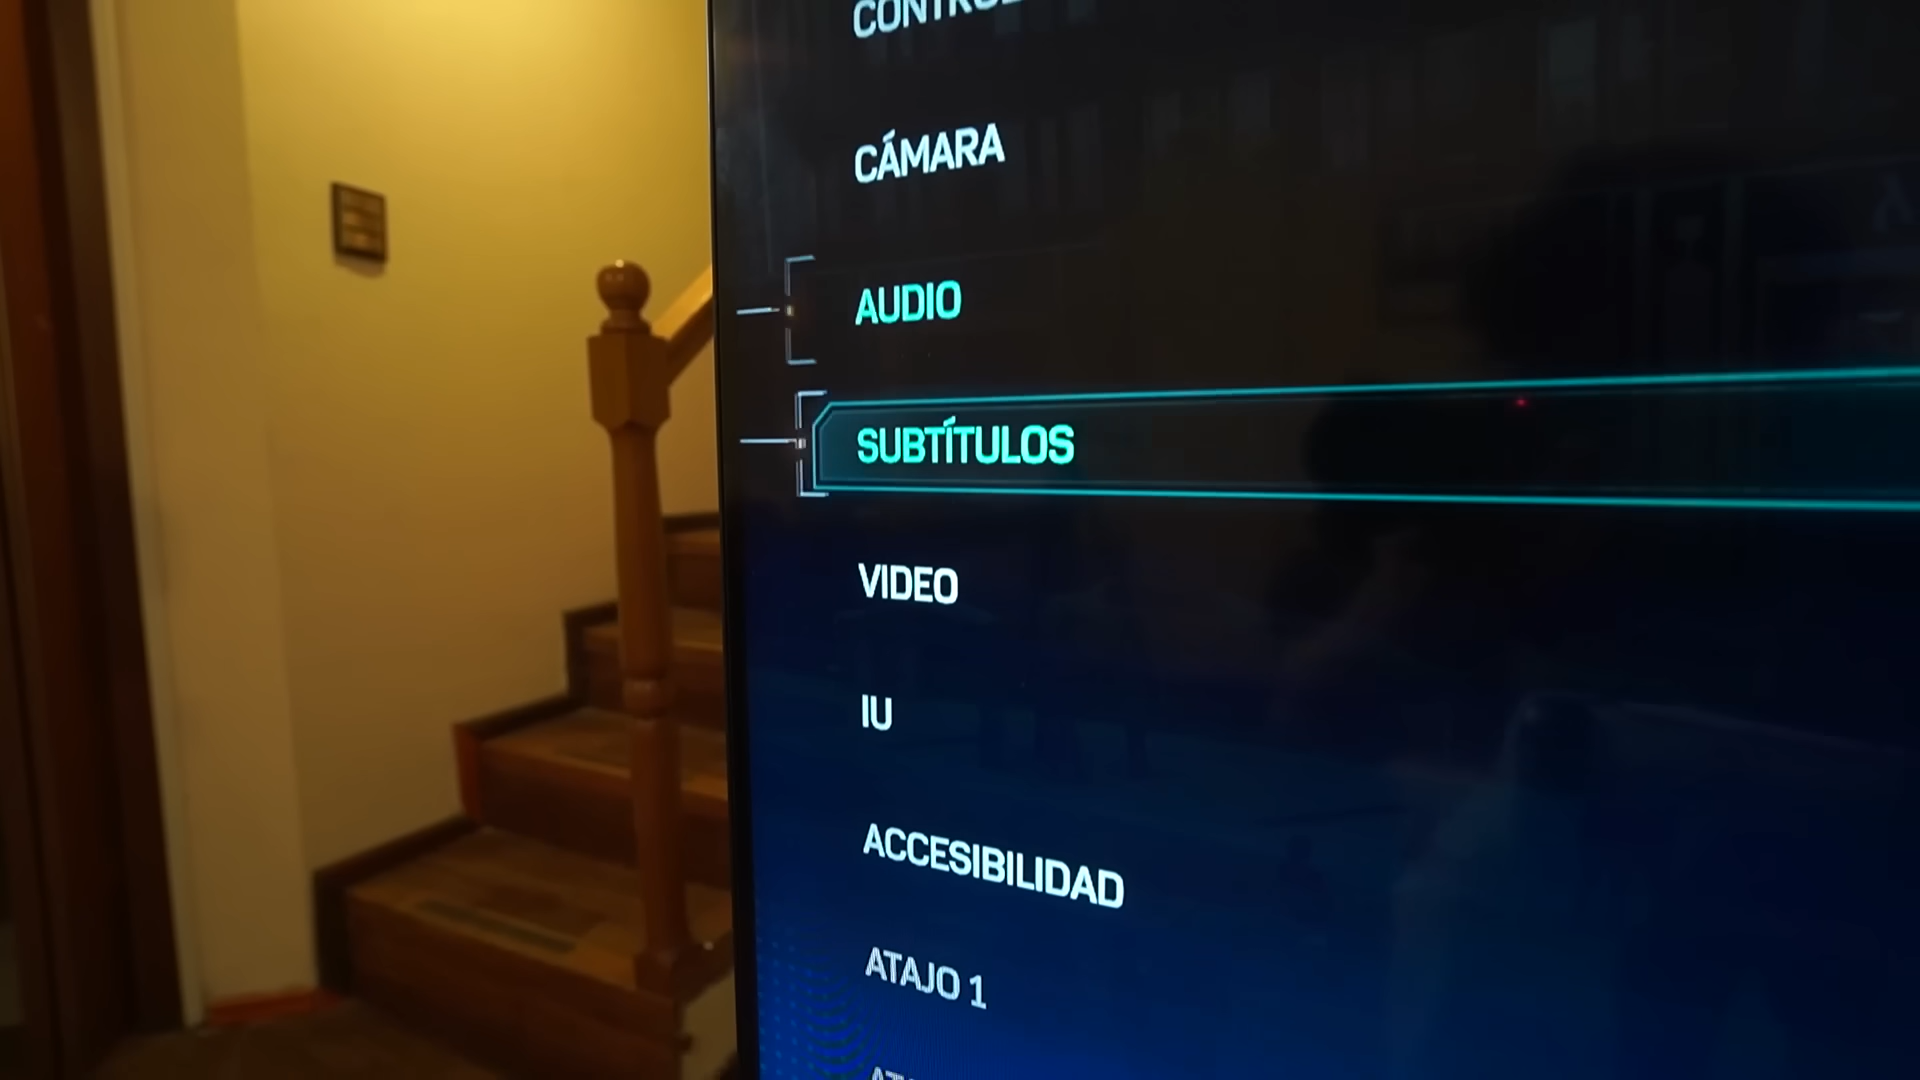 CÁMARA
AUDIO
SUBTÍTULOS
VIDEO
IU
ACCESIBILIDAD
ATAJO 1